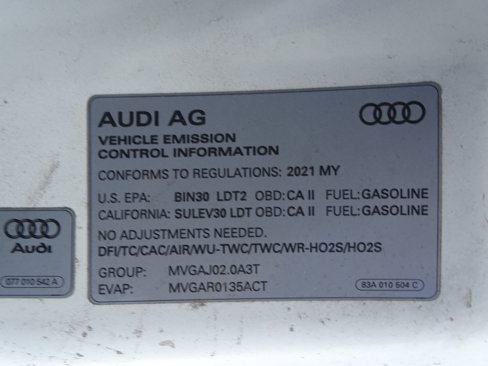 AUDI AG
VEHICLE EMISSION
CONTROL INFORMATION
CONFORMS TO REGULATIONS: 2021 MY
U.S. EPA: BIN30 LDT2 OBD: CA II FUEL: GASOLINE
CALIFORNIA: SULEV30 LDT OBD: CA II FUEL: GASOLINE
NO ADJUSTMENTS NEEDED.
DFI/TC/CAC/AIR/WU-TWC/TWC/WR-HO2S/HO2S
GROUP: MVGAJ02.0A3T
EVAP: MVGAR0135ACT
83A 010 504 C
Audi
077 010 542 A